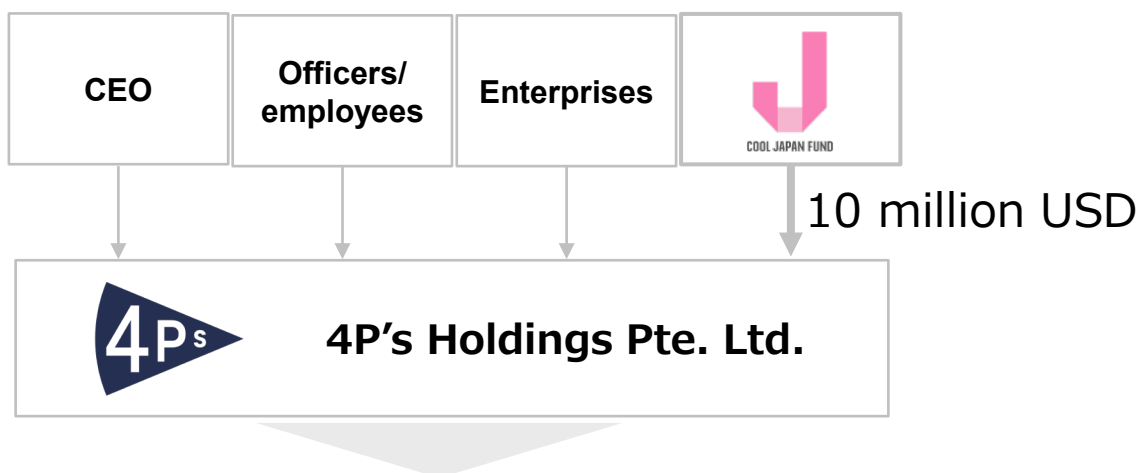 CEO
Officers/
employees
Enterprises
COOL JAPAN FUND
10 million USD
4Ps
4P’s Holdings Pte. Ltd.